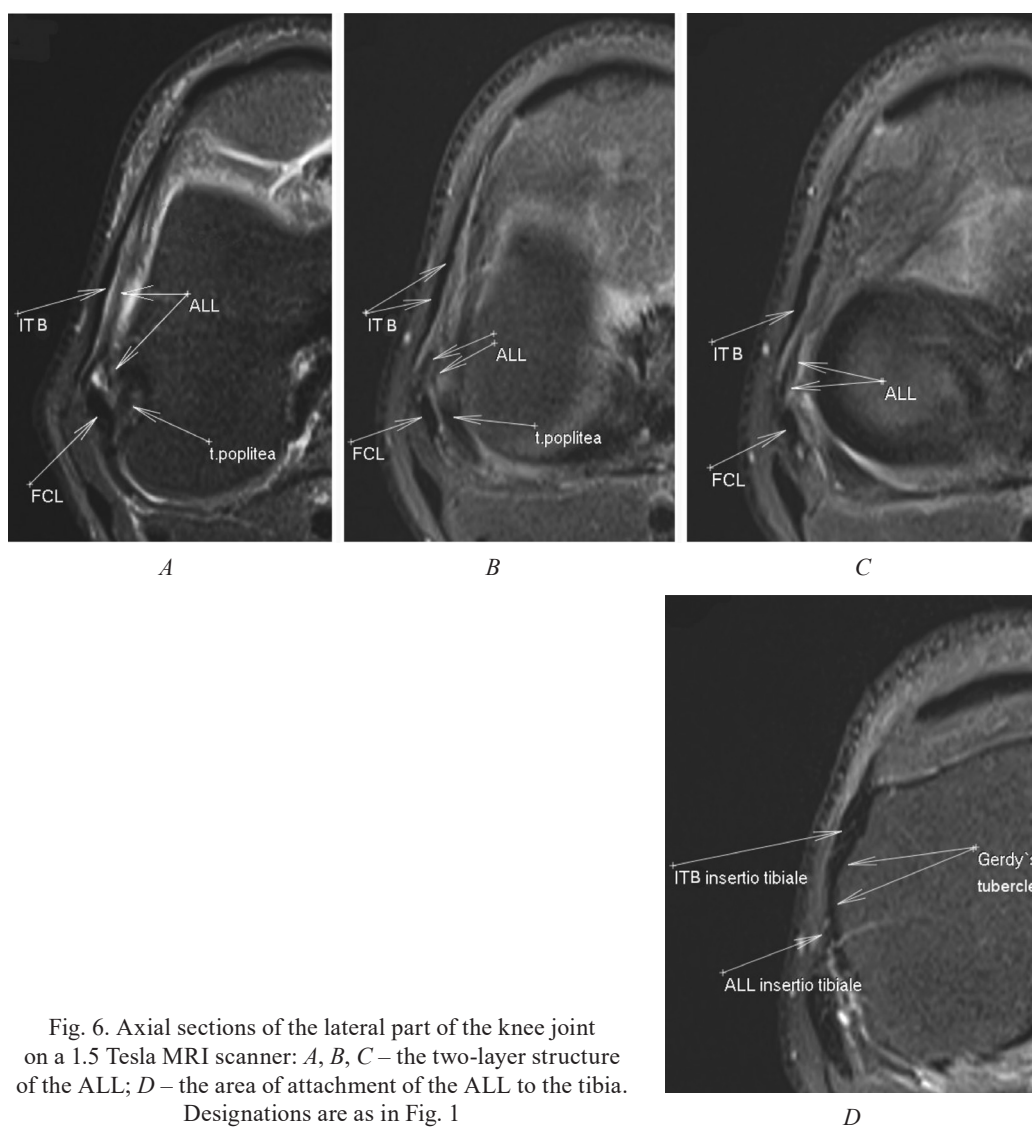 ITB
ALL
t.poplitea
FCL
ITB
ALL
t.poplitea
FCL
ITB
ALL
FCL
A
B
C
ITB insertio tibiale
Gerdy`s
tubercle
ALL insertio tibiale
Fig. 6. Axial sections of the lateral part of the knee joint
on a 1.5 Tesla MRI scanner: A, B, C – the two-layer structure
of the ALL; D – the area of attachment of the ALL to the tibia.
Designations are as in Fig. 1
D